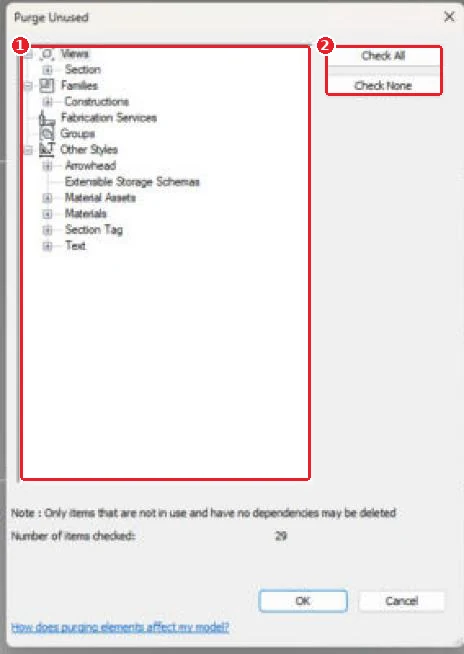 Purge Unused
1
2
Views
Section
Families
Constructions
Fabrication Services
Groups
Other Styles
Arrowhead
Extensible Storage Schemas
Material Assets
Materials
Section Tag
Text
Check All
Check None
Note : Only items that are not in use and have no dependencies may be deleted
Number of items checked: 29
OK
Cancel
How does purging elements affect my model?